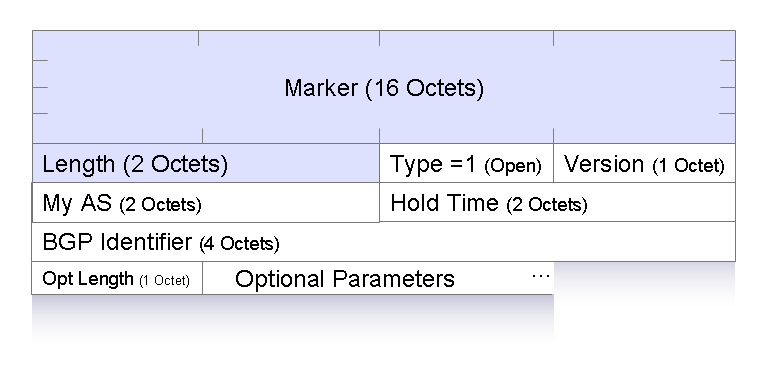 Marker (16 Octets)
Length (2 Octets) Type =1 (Open) Version (1 Octet)
My AS (2 Octets) Hold Time (2 Octets)
BGP Identifier (4 Octets)
Opt Length (1 Octet) Optional Parameters ...